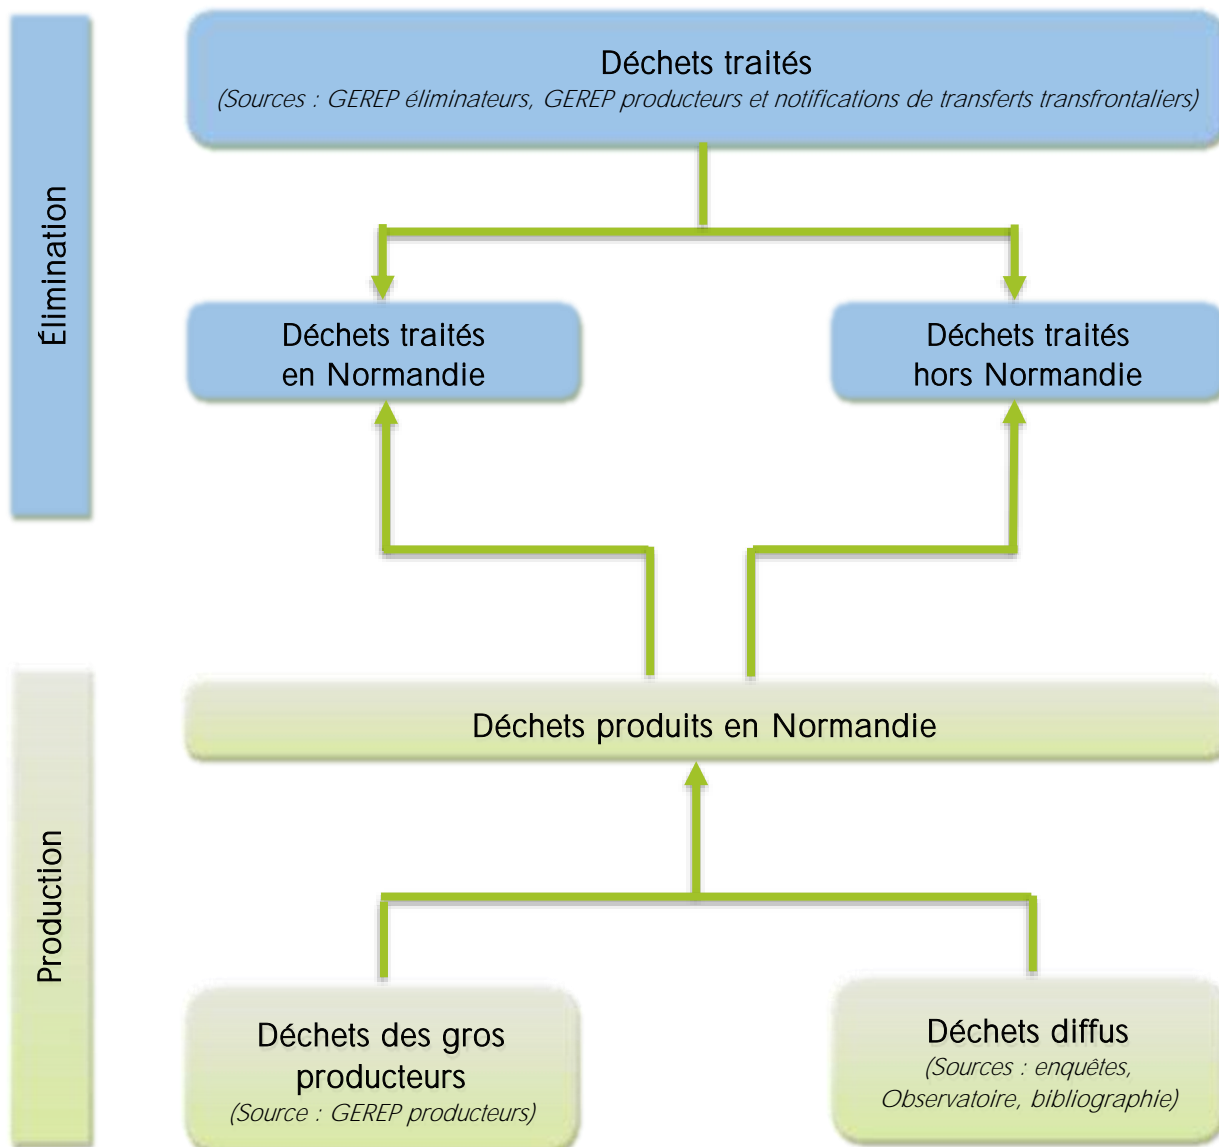 Déchets traités
(Sources : GEREP éliminateurs, GEREP producteurs et notifications de transferts transfrontaliers)
Élimination
Déchets traités
en Normandie
Déchets traités
hors Normandie
Déchets produits en Normandie
Production
Déchets des gros
producteurs
(Source : GEREP producteurs)
Déchets diffus
(Sources : enquêtes,
Observatoire, bibliographie)